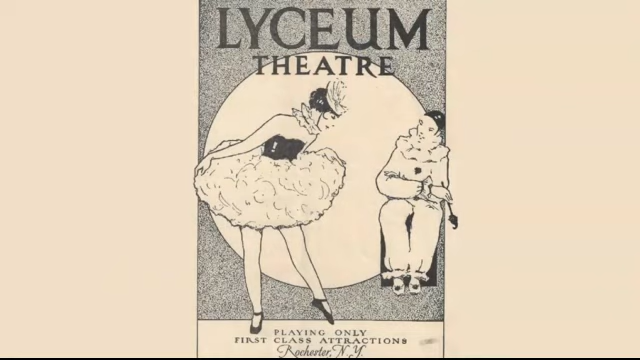 LYCEUM
THEATRE
PLAYING ONLY
FIRST CLASS ATTRACTIONS
Rochester, N.Y.